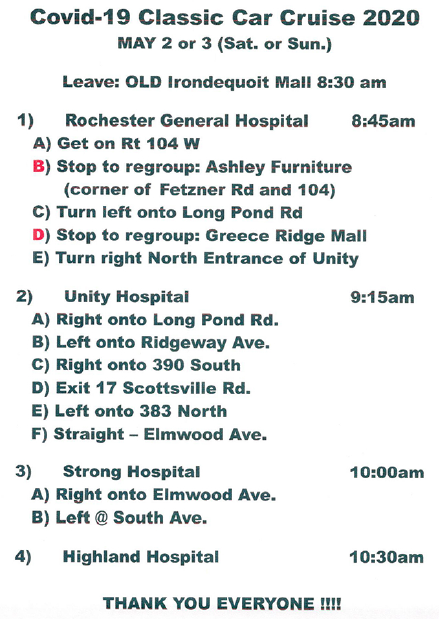 Covid-19 Classic Car Cruise 2020
MAY 2 or 3 (Sat. or Sun.)
Leave: OLD Irondequoit Mall 8:30 am
1) Rochester General Hospital 8:45am
A) Get on Rt 104 W
B) Stop to regroup: Ashley Furniture
(corner of Fetzner Rd and 104)
C) Turn left onto Long Pond Rd
D) Stop to regroup: Greece Ridge Mall
E) Turn right North Entrance of Unity
2) Unity Hospital 9:15am
A) Right onto Long Pond Rd.
B) Left onto Ridgeway Ave.
C) Right onto 390 South
D) Exit 17 Scottsville Rd.
E) Left onto 383 North
F) Straight – Elmwood Ave.
3) Strong Hospital 10:00am
A) Right onto Elmwood Ave.
B) Left @ South Ave.
4) Highland Hospital 10:30am
THANK YOU EVERYONE !!!!